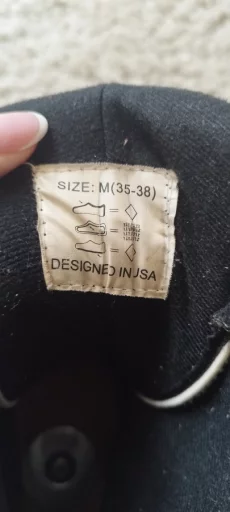 SIZE: M(35-38)
=
=
=
DESIGNED IN USA